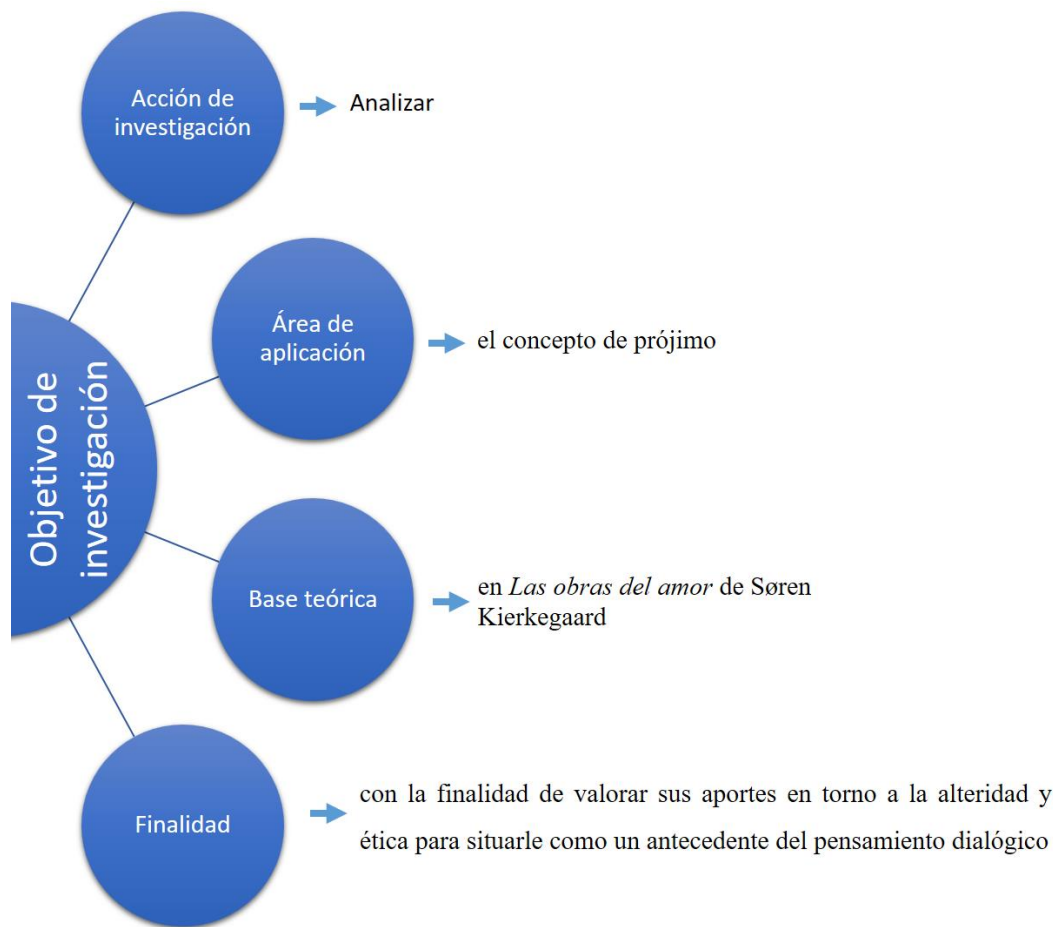 Objetivo de
investigación
Acción de
investigación
Analizar
Área de
aplicación
el concepto de prójimo
Base teórica
en Las obras del amor de Søren
Kierkegaard
Finalidad
con la finalidad de valorar sus aportes en torno a la alteridad y
ética para situarle como un antecedente del pensamiento dialógico